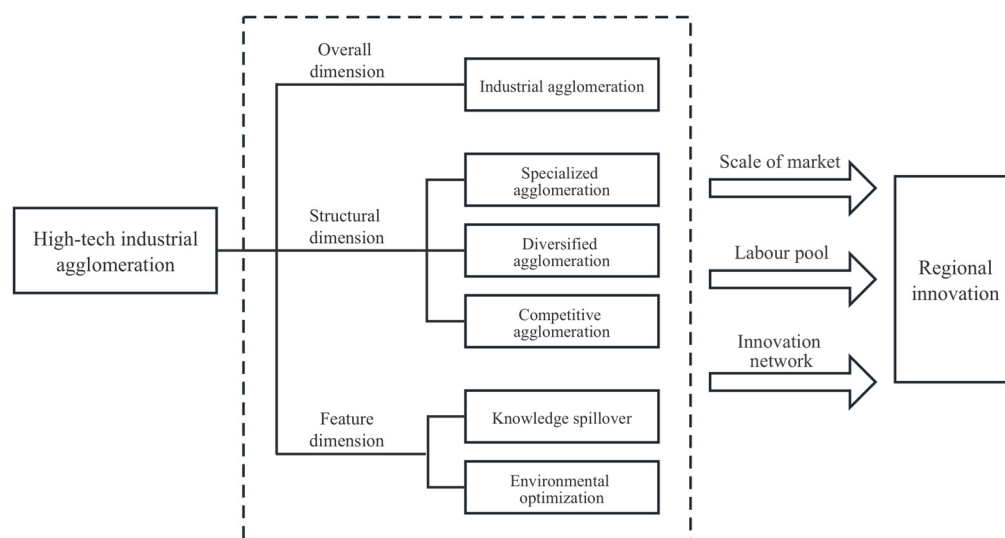 High-tech industrial
agglomeration
Overall
dimension
Industrial agglomeration
Structural
dimension
Specialized
agglomeration
Diversified
agglomeration
Competitive
agglomeration
Feature
dimension
Knowledge spillover
Environmental
optimization
Scale of market
Labour pool
Innovation
network
Regional
innovation